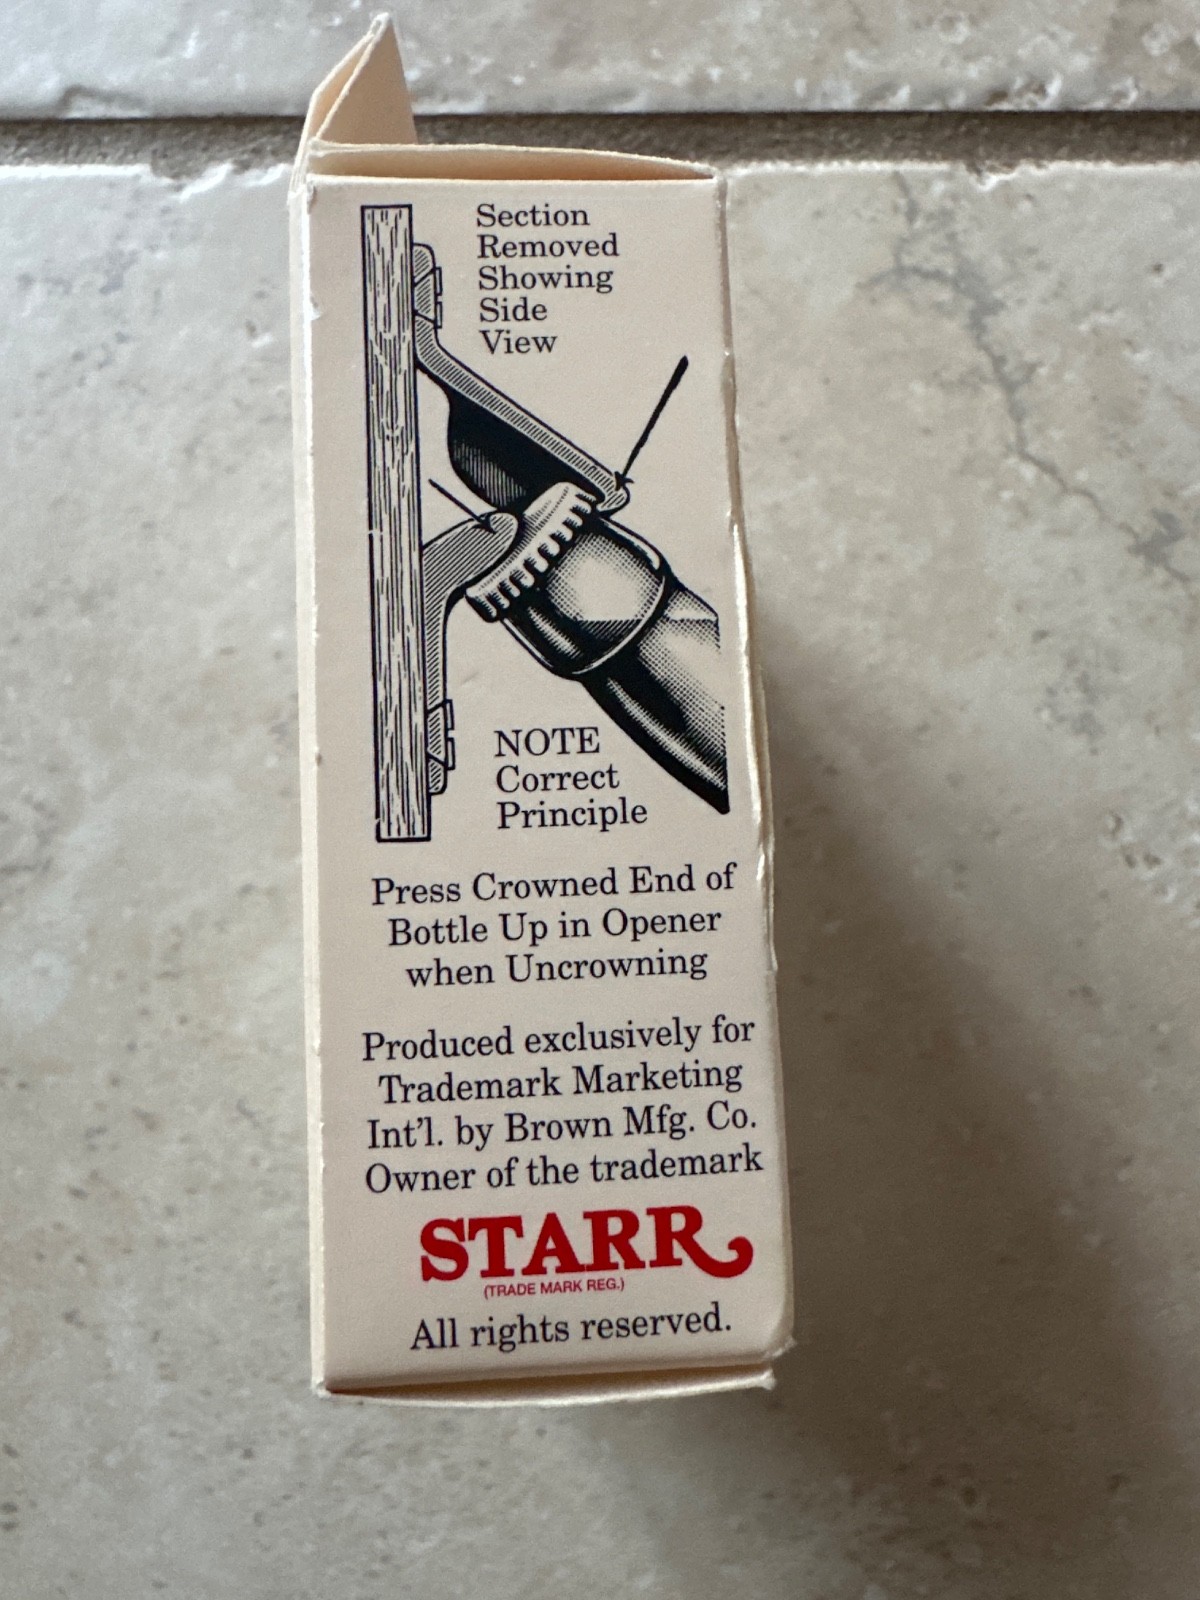 Section
Removed
Showing
Side
View
NOTE
Correct
Principle
Press Crowned End of
Bottle Up in Opener
when Uncrowning
Produced exclusively for
Trademark Marketing
Int'l. by Brown Mfg. Co.
Owner of the trademark
STARR
(TRADE MARK REG.)
All rights reserved.